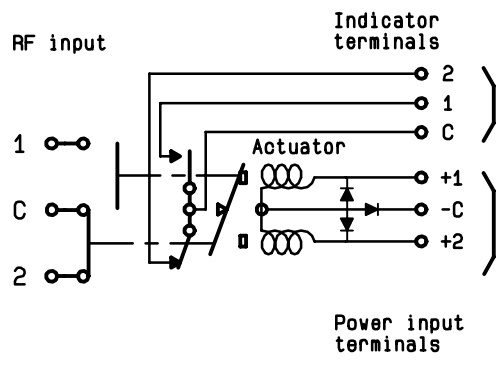 Indicator
terminals
RF input
2
1
C
Actuator
1
+1
C
-C
+2
2
Power input
terminals